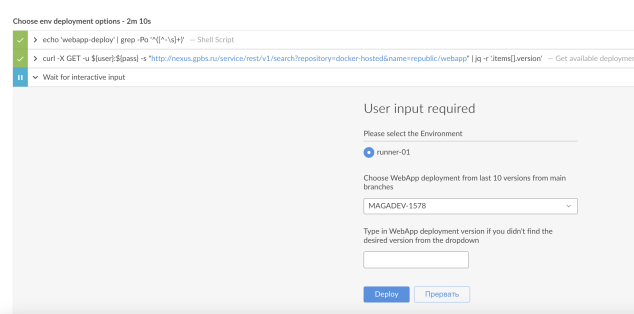 Choose env deployment options - 2m 10s
echo 'webapp-deploy' | grep -Po '^([^-\s]+)' — Shell Script
curl -X GET -u ${user}:${pass} -s "http://nexus.gpbs.ru/service/rest/v1/search?repository=docker-hosted&name=republic/webapp" | jq -r '.items[].version' — Get available deploymen
Wait for interactive input
User input required
Please select the Environment
runner-01
Choose WebApp deployment from last 10 versions from main
branches
MAGADEV-1578
Type in WebApp deployment version if you didn't find the
desired version from the dropdown
Deploy
Прервать